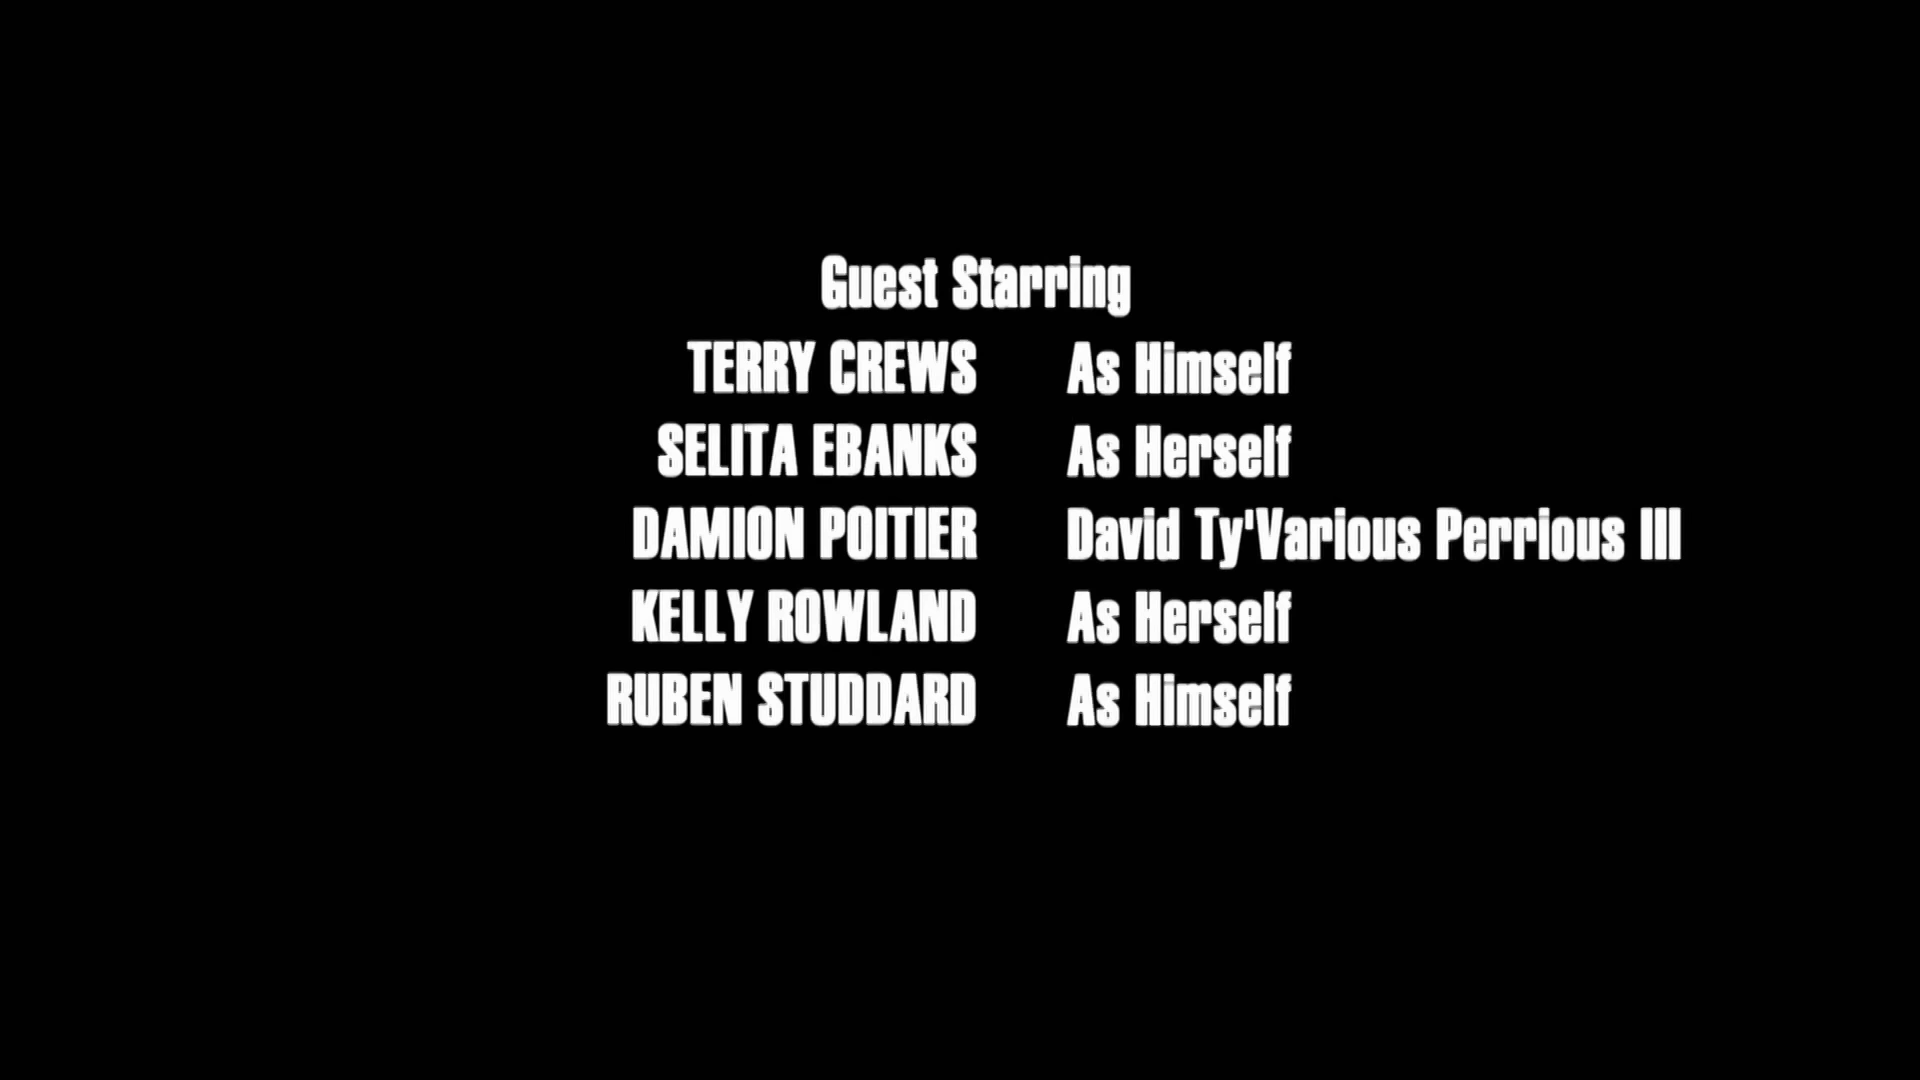 Guest Starring
TERRY CREWS As Himself
SELITA EBANKS As Herself
DAMION POITIER David Ty'Various Perrious III
KELLY ROWLAND As Herself
RUBEN STUDDARD As Himself